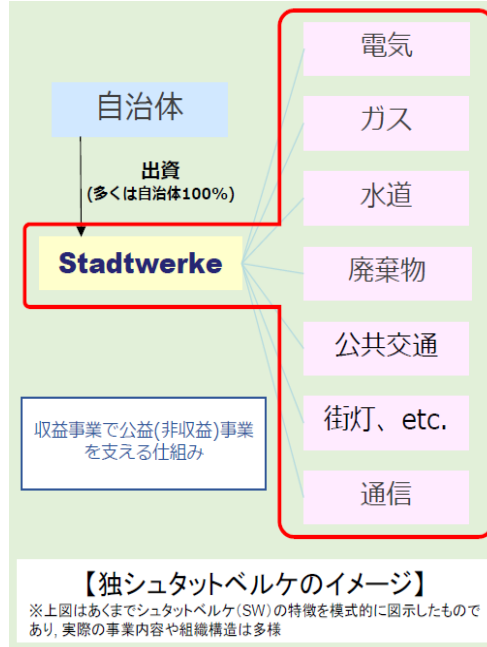 自治体
出資
(多くは自治体100%)
Stadtwerke
電気
ガス
水道
廃棄物
公共交通
街灯、etc.
通信
収益事業で公益(非収益)事業
を支える仕組み
【独シュタットベルケのイメージ】
※上図はあくまでシュタットベルケ(SW)の特徴を模式的に図示したもので
あり, 実際の事業内容や組織構造は多様